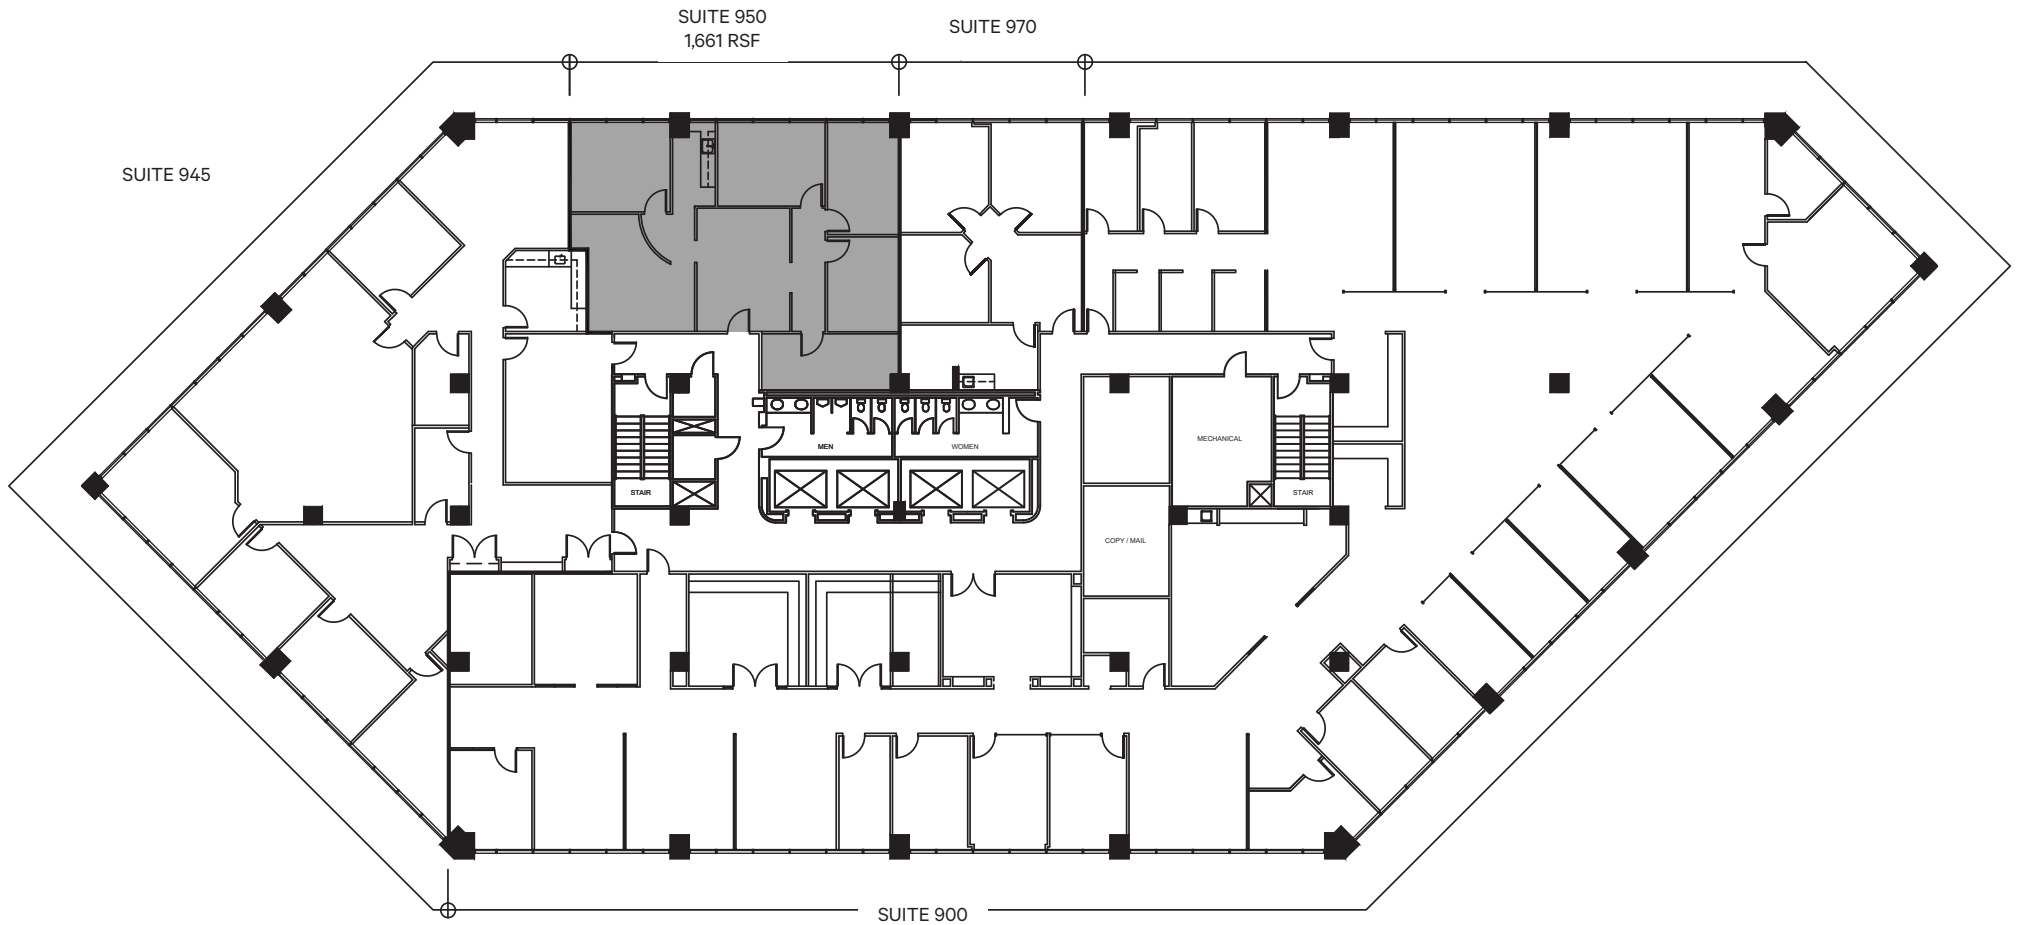 SUITE 950
1,661 RSF
SUITE 970
SUITE 945
MEN
WOMEN
MECHANICAL
STAIR
STAIR
COPY / MAIL
SUITE 900